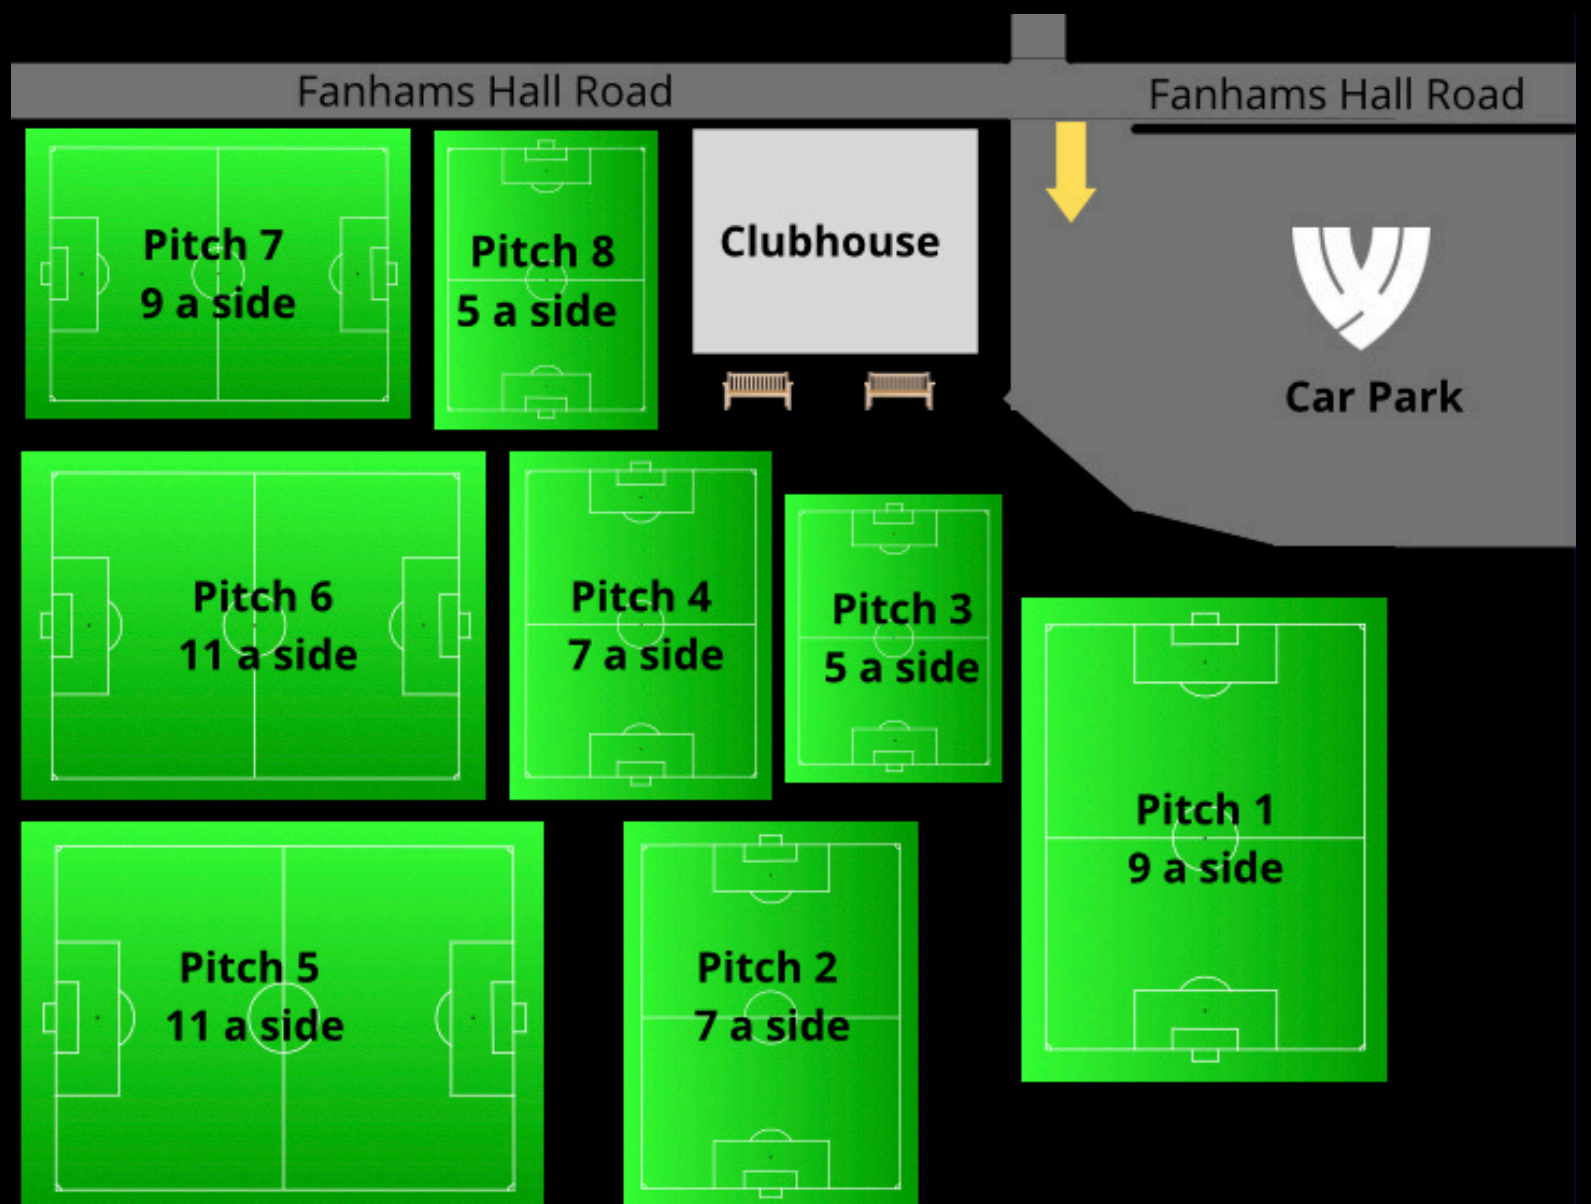 Fanhams Hall Road
Fanhams Hall Road
Pitch 7
9 a side
Pitch 8
5 a side
Clubhouse
Car Park
Pitch 6
11 a side
Pitch 4
7 a side
Pitch 3
5 a side
Pitch 1
9 a side
Pitch 5
11 a side
Pitch 2
7 a side